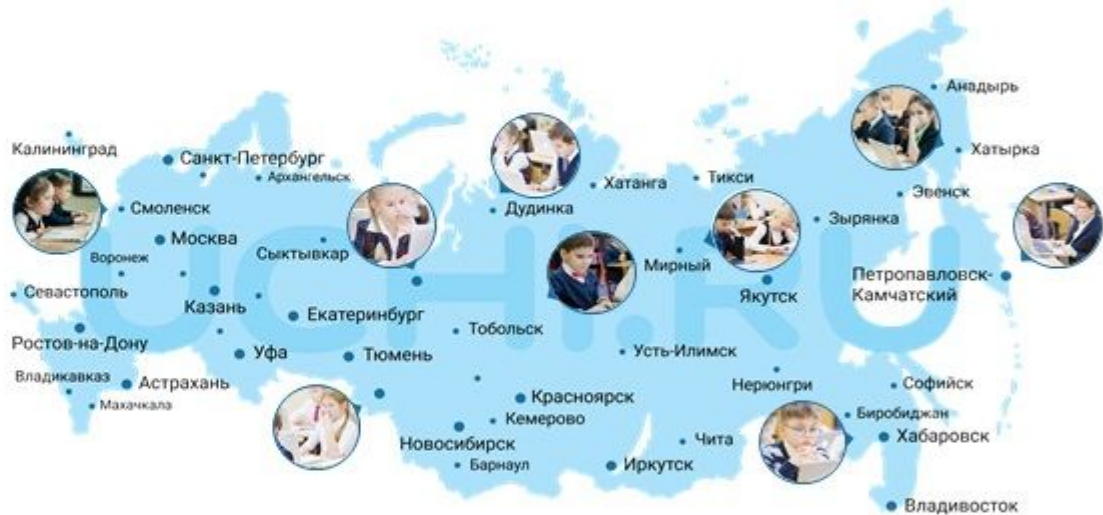 Анадырь
Калининград
Санкт-Петербург
Хатырка
Архангельск
Хатанга
Тикси
Эвенск
Смоленск
Дудинка
Зырянка
Москва
Сыктывкар
Мирный
Воронеж
Петропавловск-
Камчатский
Севастополь
Казань
Якутск
UCHI.RU
Екатеринбург
Тобольск
Ростов-на-Дону
Уфа
Тюмень
Усть-Илимск
Владикавказ
Астрахань
Нерюнгри
Софийск
Махачкала
Красноярск
Кемерово
Биробиджан
Новосибирск
Чита
Хабаровск
Барнаул
Иркутск
Владивосток